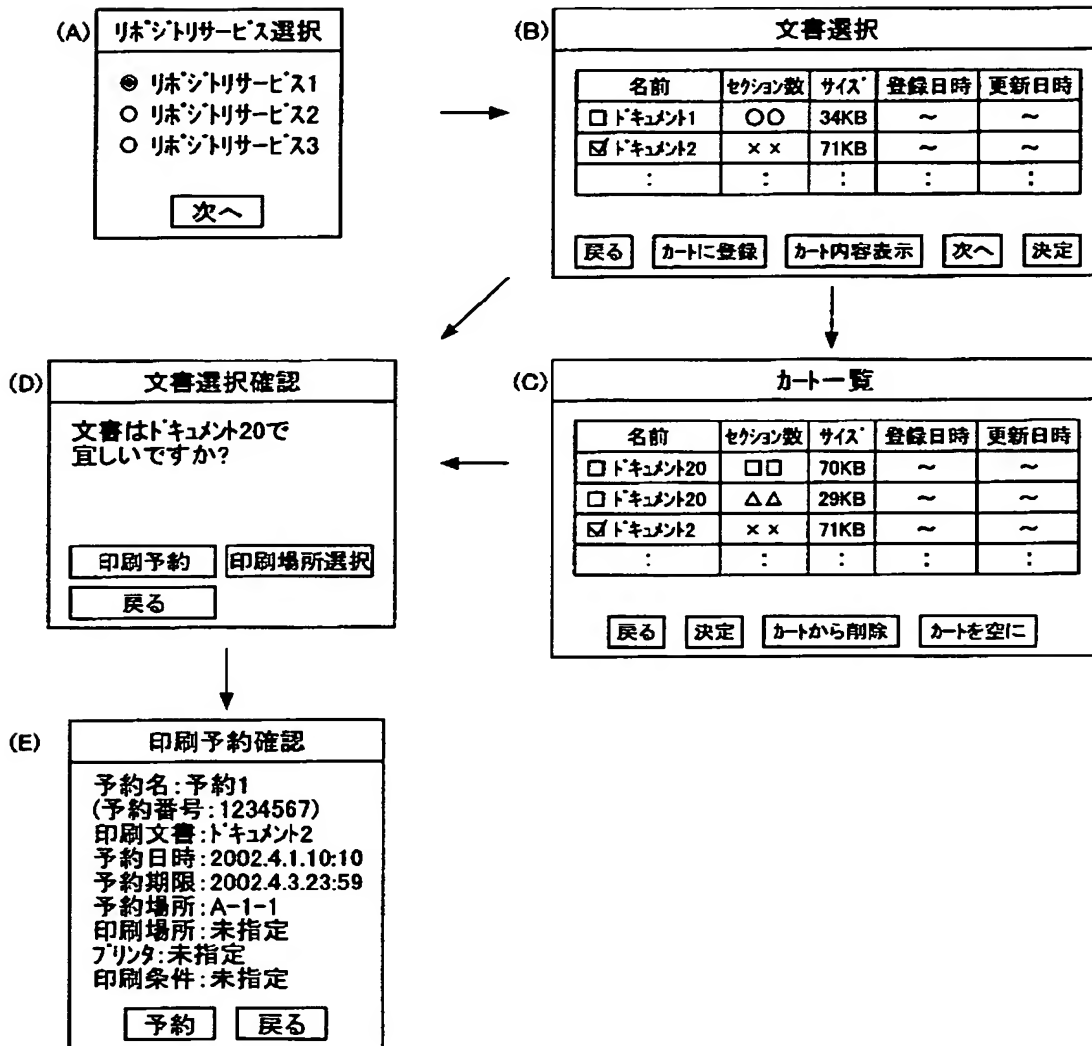 (A)
リポジトリサービス選択
リポジトリサービス1
リポジトリサービス2
リポジトリサービス3
次へ
(B)
文書選択
名前 セクション数 サイズ 登録日時 更新日時
□ ドキュメント1 ○○ 34KB ~ ~
☑ ドキュメント2 ×× 71KB ~ ~
: : : : :
戻る カートに登録 カート内容表示 次へ 決定
(D)
文書選択確認
文書はドキュメント20で
宜しいですか?
印刷予約 印刷場所選択
戻る
(C)
カート一覧
名前 セクション数 サイズ 登録日時 更新日時
□ ドキュメント20 □□ 70KB ~ ~
□ ドキュメント20 △△ 29KB ~ ~
☑ ドキュメント2 ×× 71KB ~ ~
: : : : :
戻る 決定 カートから削除 カートを空に
(E)
印刷予約確認
予約名:予約1
(予約番号:1234567)
印刷文書:ドキュメント2
予約日時:2002.4.1.10:10
予約期限:2002.4.3.23:59
予約場所:A-1-1
印刷場所:未指定
プリンタ:未指定
印刷条件:未指定
予約 戻る